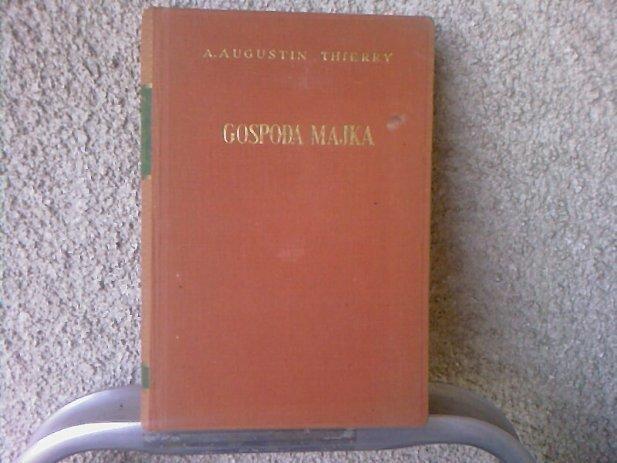 A. AUGUSTIN THIERRY
GOSPOĐA MAJKA